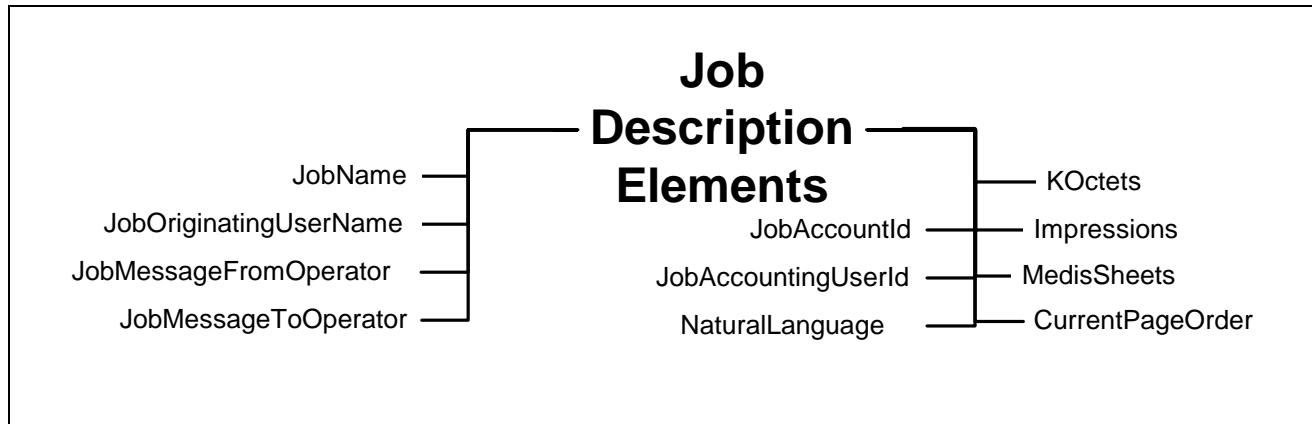 Job
Description
Elements
JobName
JobOriginatingUserName
JobMessageFromOperator
JobMessageToOperator
JobAccountId
JobAccountingUserId
NaturalLanguage
KOctets
Impressions
MedisSheets
CurrentPageOrder